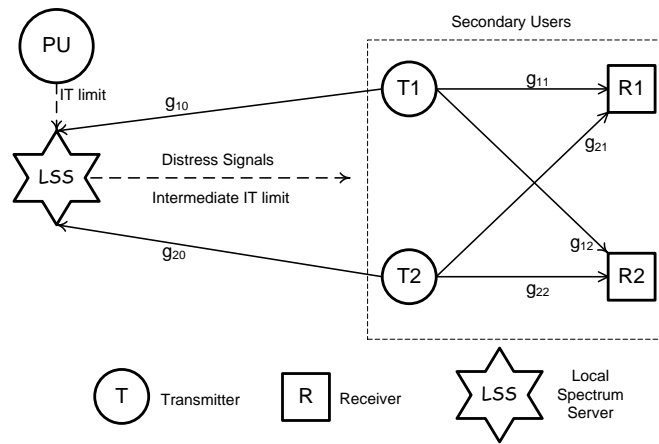 Secondary Users
PU
IT limit
T1
R1
g10
g11
g21
LSS
Distress Signals
Intermediate IT limit
g20
g12
T2
R2
g22
T
Transmitter
R
Receiver
LSS
Local
Spectrum
Server